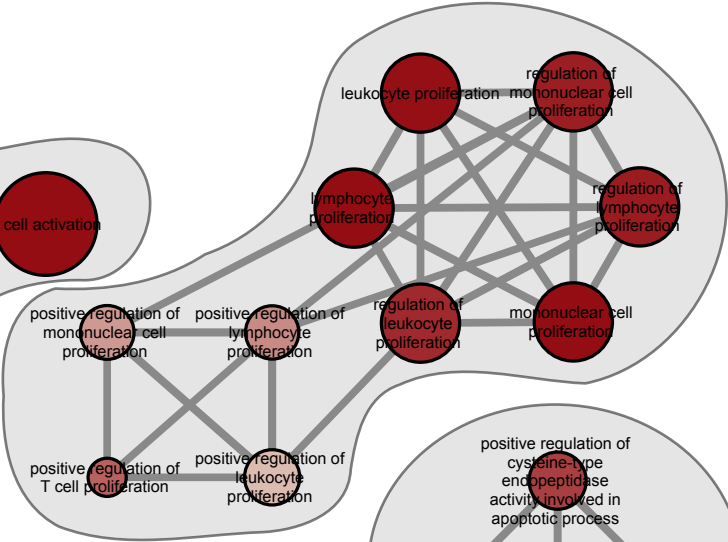 leukocyte proliferation
regulation of
mononuclear cell
proliferation
lymphocyte
proliferation
regulation of
lymphocyte
proliferation
cell activation
regulation of
leukocyte
proliferation
mononuclear cell
proliferation
positive regulation of
mononuclear cell
proliferation
positive regulation of
lymphocyte
proliferation
positive regulation of
T cell proliferation
positive regulation of
leukocyte
proliferation
positive regulation of
cysteine-type
endopeptidase
activity involved in
apoptotic process